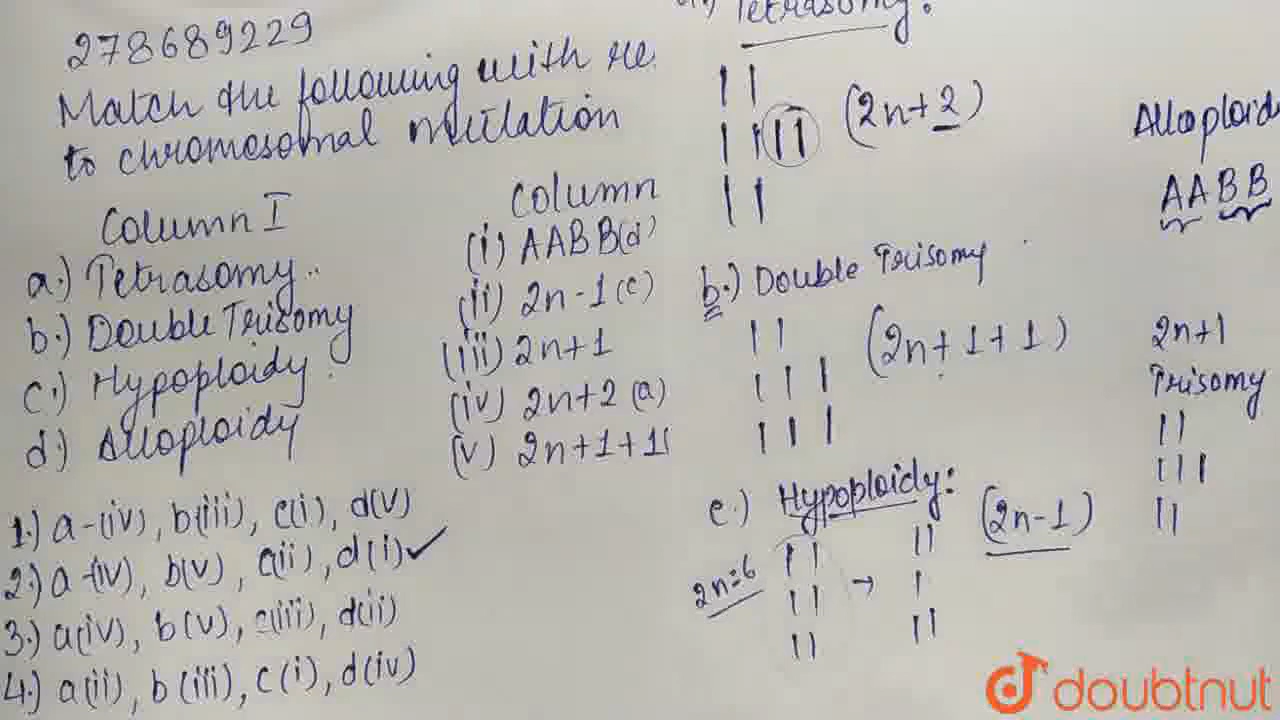 278689229
Match the following with re.
to chromosomal mutation
Column I
column
a.) Tetrasomy..
(i) AABB(d)
b.) Double Trisomy
(ii) 2n-1(c)
c.) Hypoploidy.
(iii) 2n+1
d.) Alloploidy
(iv) 2n+2 (a)
(v) 2n+1+1(
1.) a-(iv), b(iii), c(i), d(v)
2.) a-(iv), b(v), c(ii), d(i)✓
3.) a(iv), b(v), c(iii), d(ii)
4.) a(ii), b(iii), c(i), d(iv)
Tetrasomy:
(2n+2)
Alloploid
AABB
b.) Double Trisomy
(2n+1+1)
2n+1
Trisomy
c.) Hypoploidy:
(2n-1)
2n=6 →
doubtnut